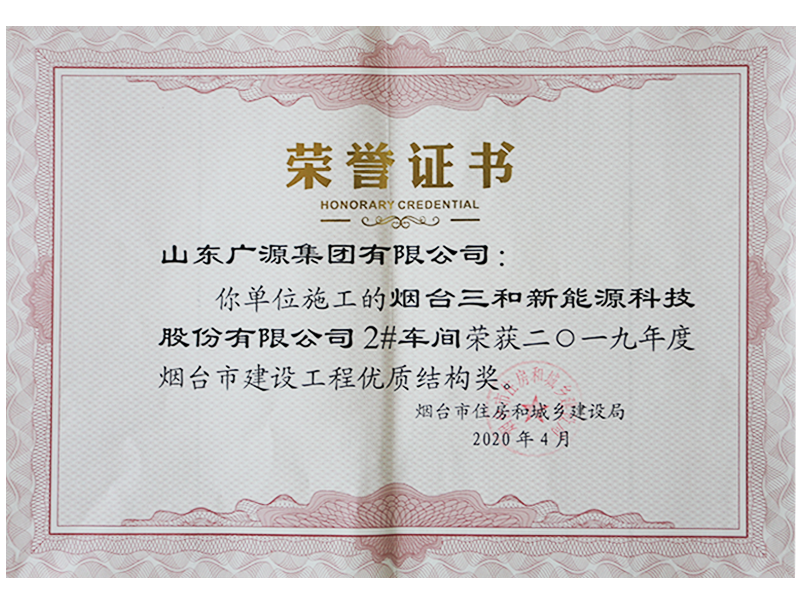 荣誉证书
HONORARY CREDENTIAL
山东广源集团有限公司：
你单位施工的烟台三和新能源科技
股份有限公司2#车间荣获二〇一九年度
烟台市建设工程优质结构奖。
烟台市住房和城乡建设局
2020年4月